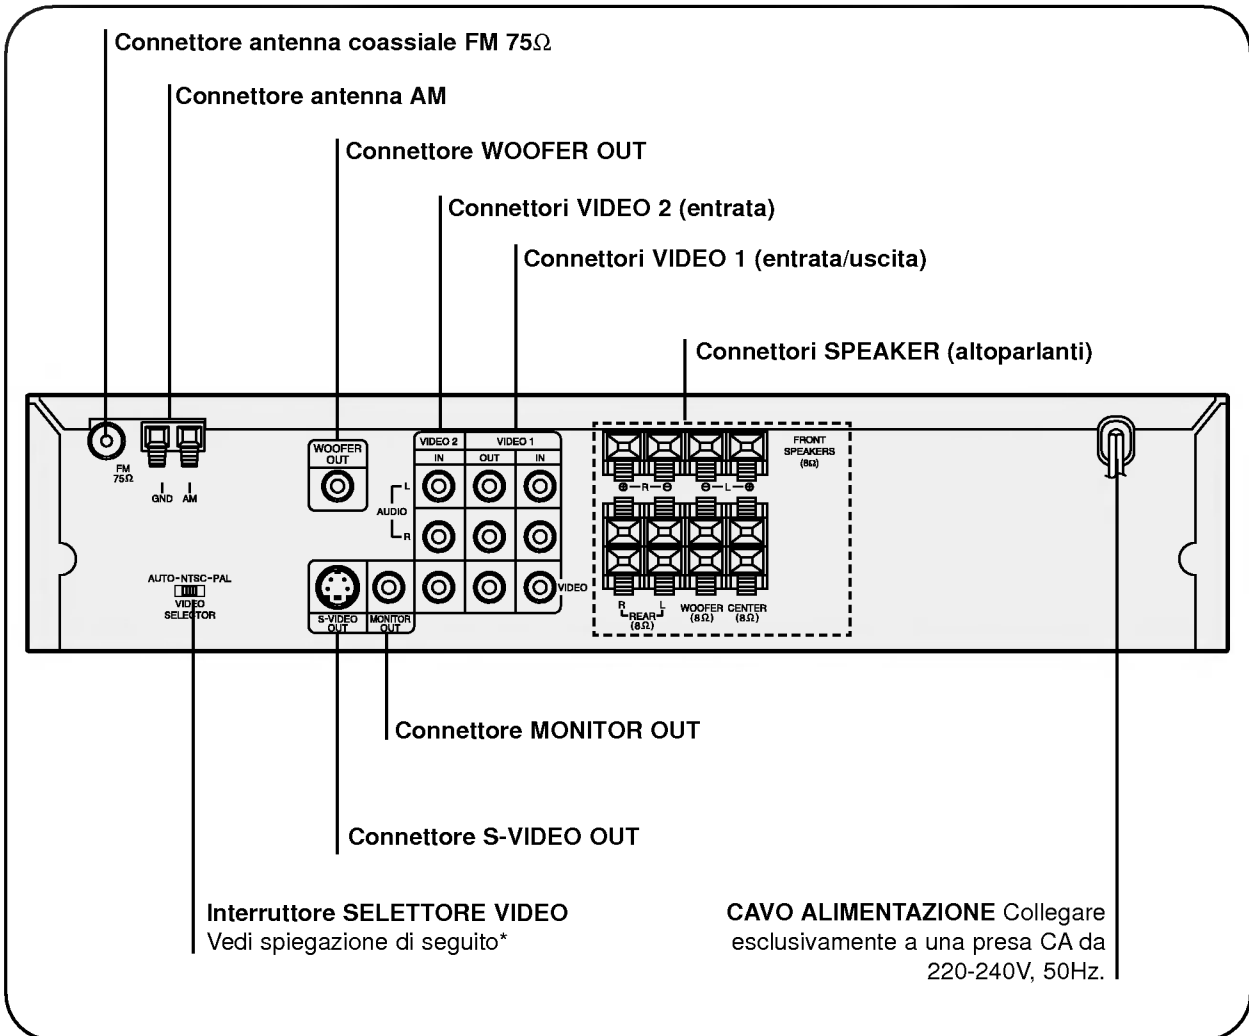 Connettore antenna coassiale FM 75Ω
Connettore antenna AM
Connettore WOOFER OUT
Connettori VIDEO 2 (entrata)
Connettori VIDEO 1 (entrata/uscita)
Connettori SPEAKER (altoparlanti)
FM
75Ω
GND AM
WOOFER
OUT
VIDEO 2
VIDEO 1
IN
OUT
IN
L
AUDIO
R
VIDEO
FRONT
SPEAKERS
(8Ω)
⊕ R ⊖
⊖ L ⊕
AUTO-NTSC-PAL
VIDEO
SELECTOR
S-VIDEO
OUT
MONITOR
OUT
R L
REAR
(8Ω)
WOOFER
(8Ω)
CENTER
(8Ω)
Connettore MONITOR OUT
Connettore S-VIDEO OUT
Interruttore SELETTORE VIDEO
Vedi spiegazione di seguito*
CAVO ALIMENTAZIONE Collegare
esclusivamente a una presa CA da
220-240V, 50Hz.